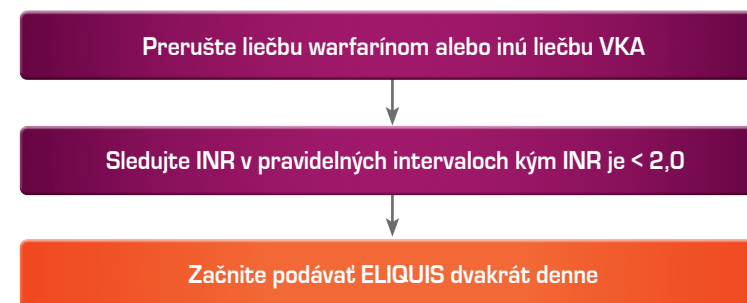 Prerušte liečbu warfarínom alebo inú liečbu VKA
Sledujte INR v pravidelných intervaloch kým INR je < 2,0
Začnite podávať ELIQUIS dvakrát denne